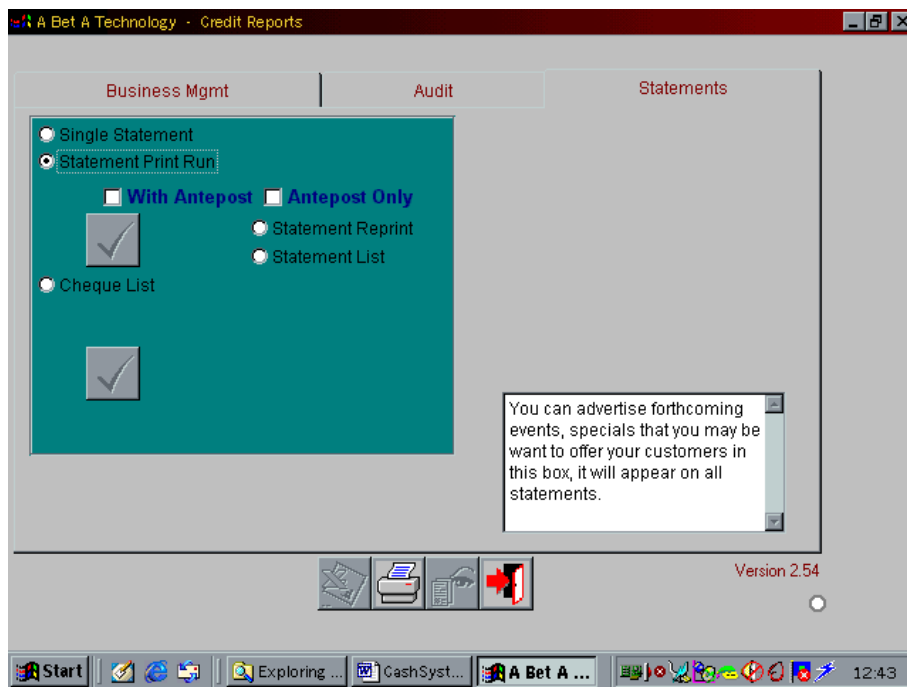 A Bet A Technology - Credit Reports
Business Mgmt
Audit
Statements
Single Statement
Statement Print Run
With Antepost
Antepost Only
Statement Reprint
Statement List
Cheque List
You can advertise forthcoming
events, specials that you may be
want to offer your customers in
this box, it will appear on all
statements.
Version 2.54
Start
Exploring ...
CashSyst...
A Bet A ...
12:43